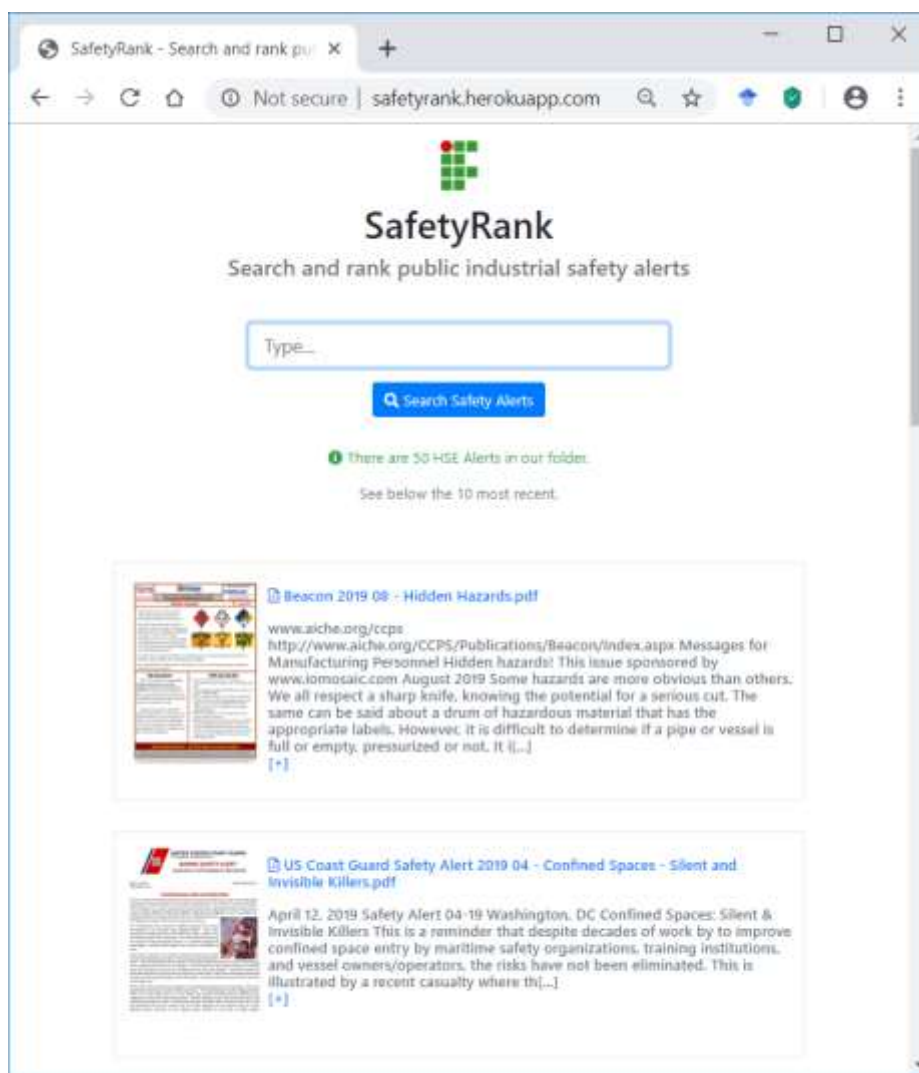 SafetyRank - Search and rank pu
Not secure | safetyrank.herokuapp.com
SafetyRank
Search and rank public industrial safety alerts
Type...
Search Safety Alerts
There are 50 HSE Alerts in our folder.
See below the 10 most recent.
Beacon 2019 08 - Hidden Hazards.pdf
www.aiche.org/ccps
http://www.aiche.org/CCPS/Publications/Beacon/Index.aspx Messages for
Manufacturing Personnel Hidden hazards! This issue sponsored by
www.iomosaic.com August 2019 Some hazards are more obvious than others.
We all respect a sharp knife, knowing the potential for a serious cut. The
same can be said about a drum of hazardous material that has the
appropriate labels. However, it is difficult to determine if a pipe or vessel is
full or empty, pressurized or not. It i[...]
[+]
US Coast Guard Safety Alert 2019 04 - Confined Spaces - Silent and
Invisible Killers.pdf
April 12, 2019 Safety Alert 04-19 Washington, DC Confined Spaces: Silent &
Invisible Killers This is a reminder that despite decades of work by to improve
confined space entry by maritime safety organizations, training institutions,
and vessel owners/operators, the risks have not been eliminated. This is
illustrated by a recent casualty where th[...]
[+]